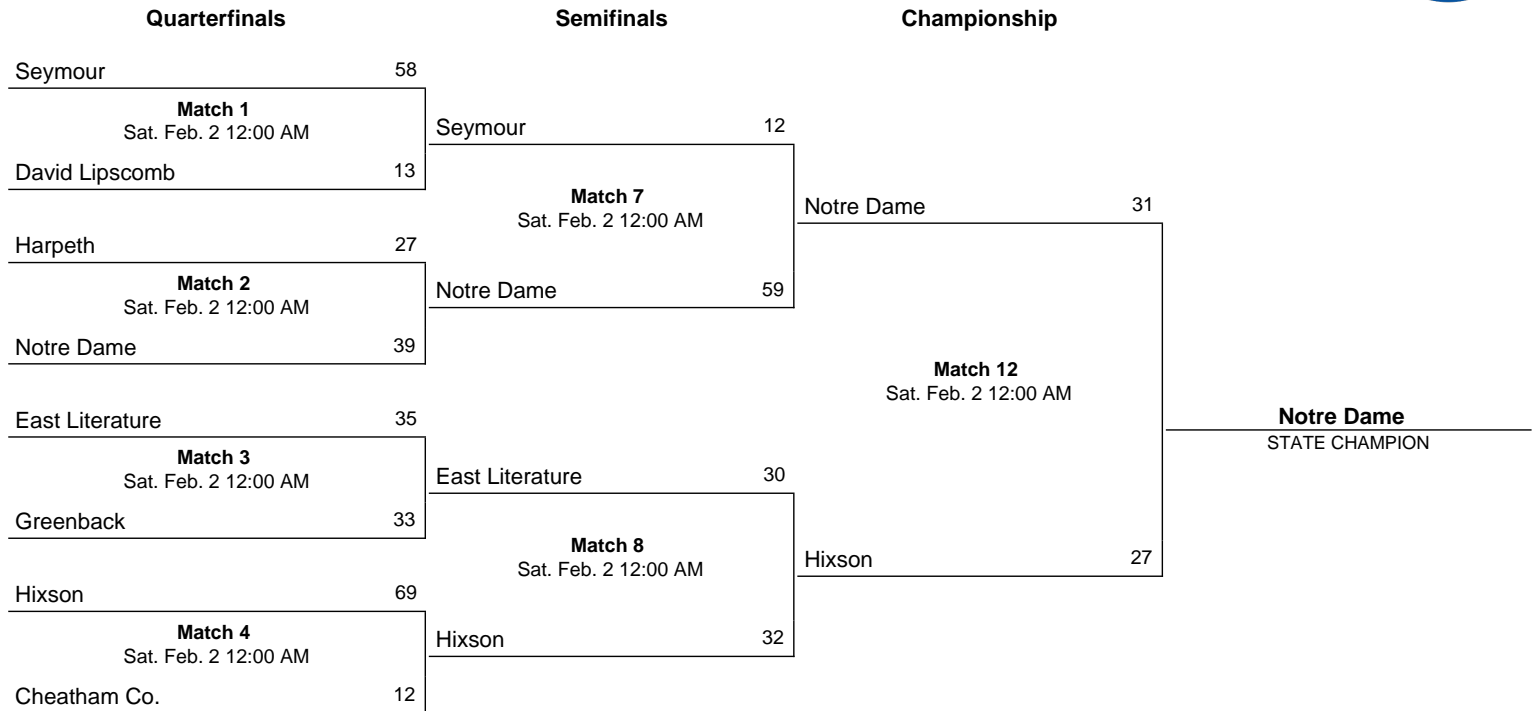 Quarterfinals
Semifinals
Championship
Seymour 58
Match 1
Sat. Feb. 2 12:00 AM
David Lipscomb 13
Harpeth 27
Match 2
Sat. Feb. 2 12:00 AM
Notre Dame 39
East Literature 35
Match 3
Sat. Feb. 2 12:00 AM
Greenback 33
Hixson 69
Match 4
Sat. Feb. 2 12:00 AM
Cheatham Co. 12
Seymour 12
Match 7
Sat. Feb. 2 12:00 AM
Notre Dame 59
East Literature 30
Match 8
Sat. Feb. 2 12:00 AM
Hixson 32
Notre Dame 31
Match 12
Sat. Feb. 2 12:00 AM
Hixson 27
Notre Dame
STATE CHAMPION